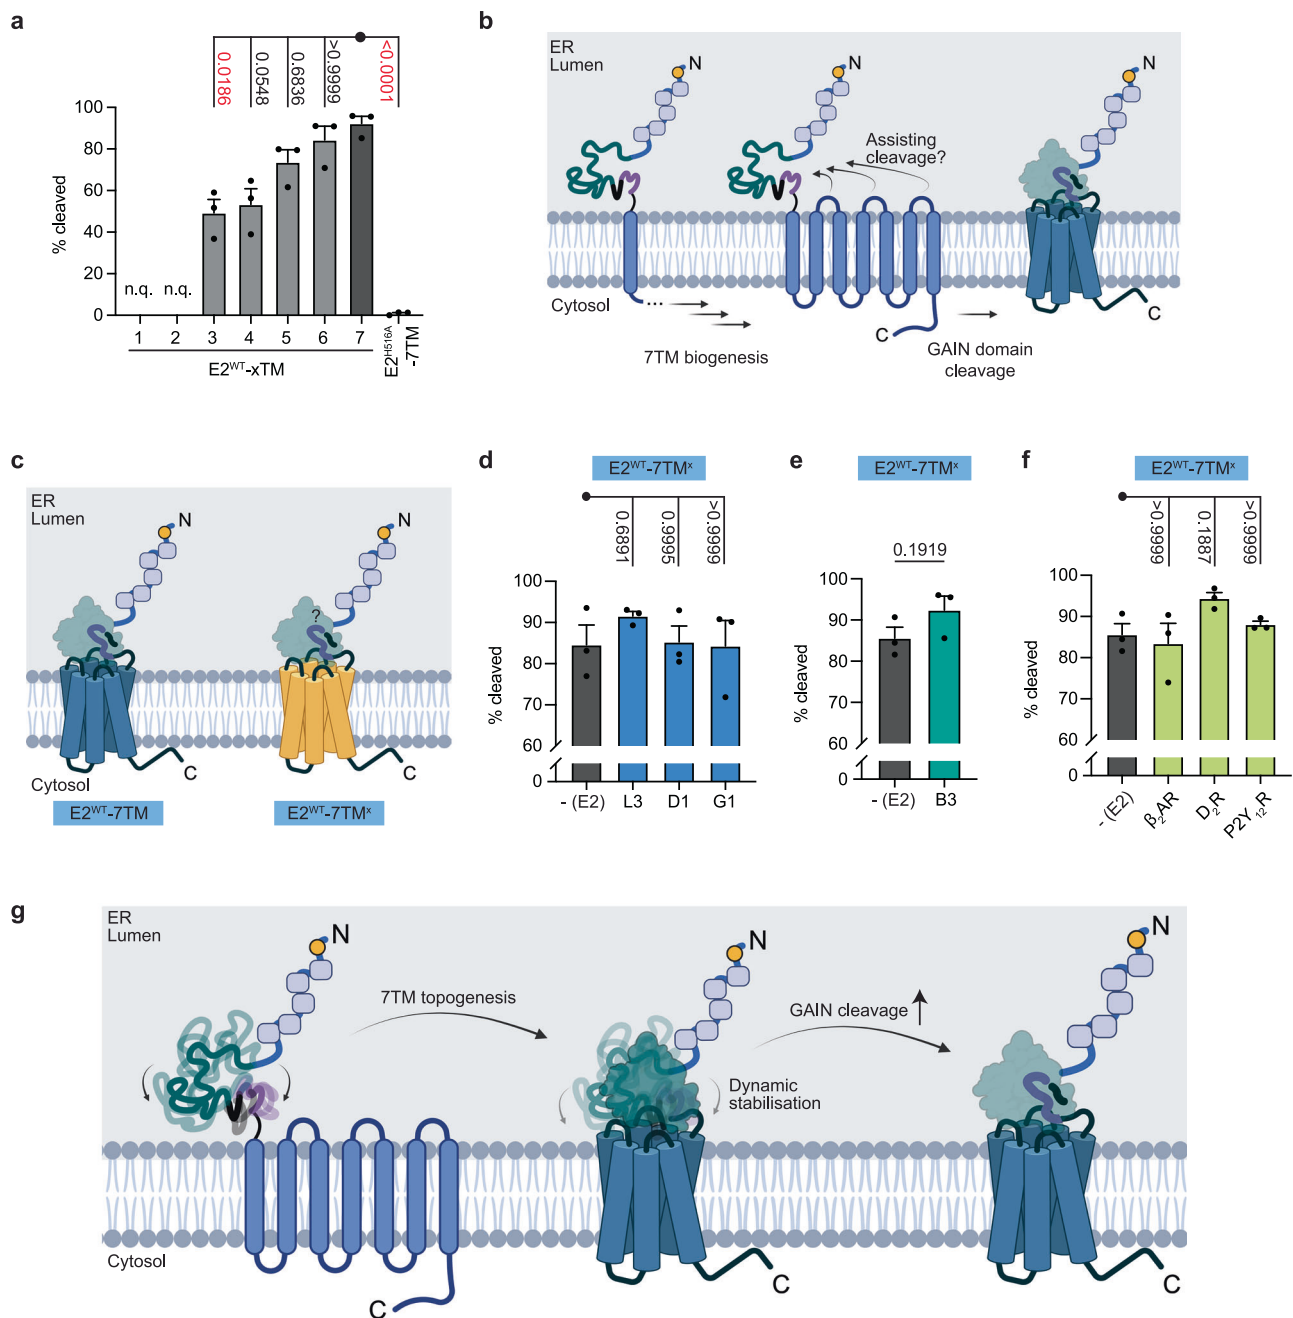 a
0.0186
0.0548
0.6836
>0.9999
<0.0001
% cleaved
100
80
60
40
20
0
n.q.
n.q.
1 2 3 4 5 6 7
E2ᵂᵀ-xTM
E2ᴴ⁵¹⁶ᴬ
-7TM
b
ER
Lumen
N
N
N
Assisting
cleavage?
Cytosol
...
C
C
7TM biogenesis
GAIN domain
cleavage
c
ER
Lumen
N
N
?
C
C
Cytosol
E2ᵂᵀ-7TM
E2ᵂᵀ-7TMˣ
d
E2ᵂᵀ-7TMˣ
0.6891
0.9995
>0.9999
% cleaved
100
90
80
70
60
0
- (E2) L3 D1 G1
e
E2ᵂᵀ-7TMˣ
0.1919
% cleaved
100
90
80
70
60
0
- (E2) B3
f
E2ᵂᵀ-7TMˣ
>0.9999
0.1887
>0.9999
% cleaved
100
90
80
70
60
0
- (E2)
β₂AR
D₂R
P2Y₁₂R
g
ER
Lumen
N
N
N
7TM topogenesis
GAIN cleavage
Dynamic
stabilisation
Cytosol
C
C
C